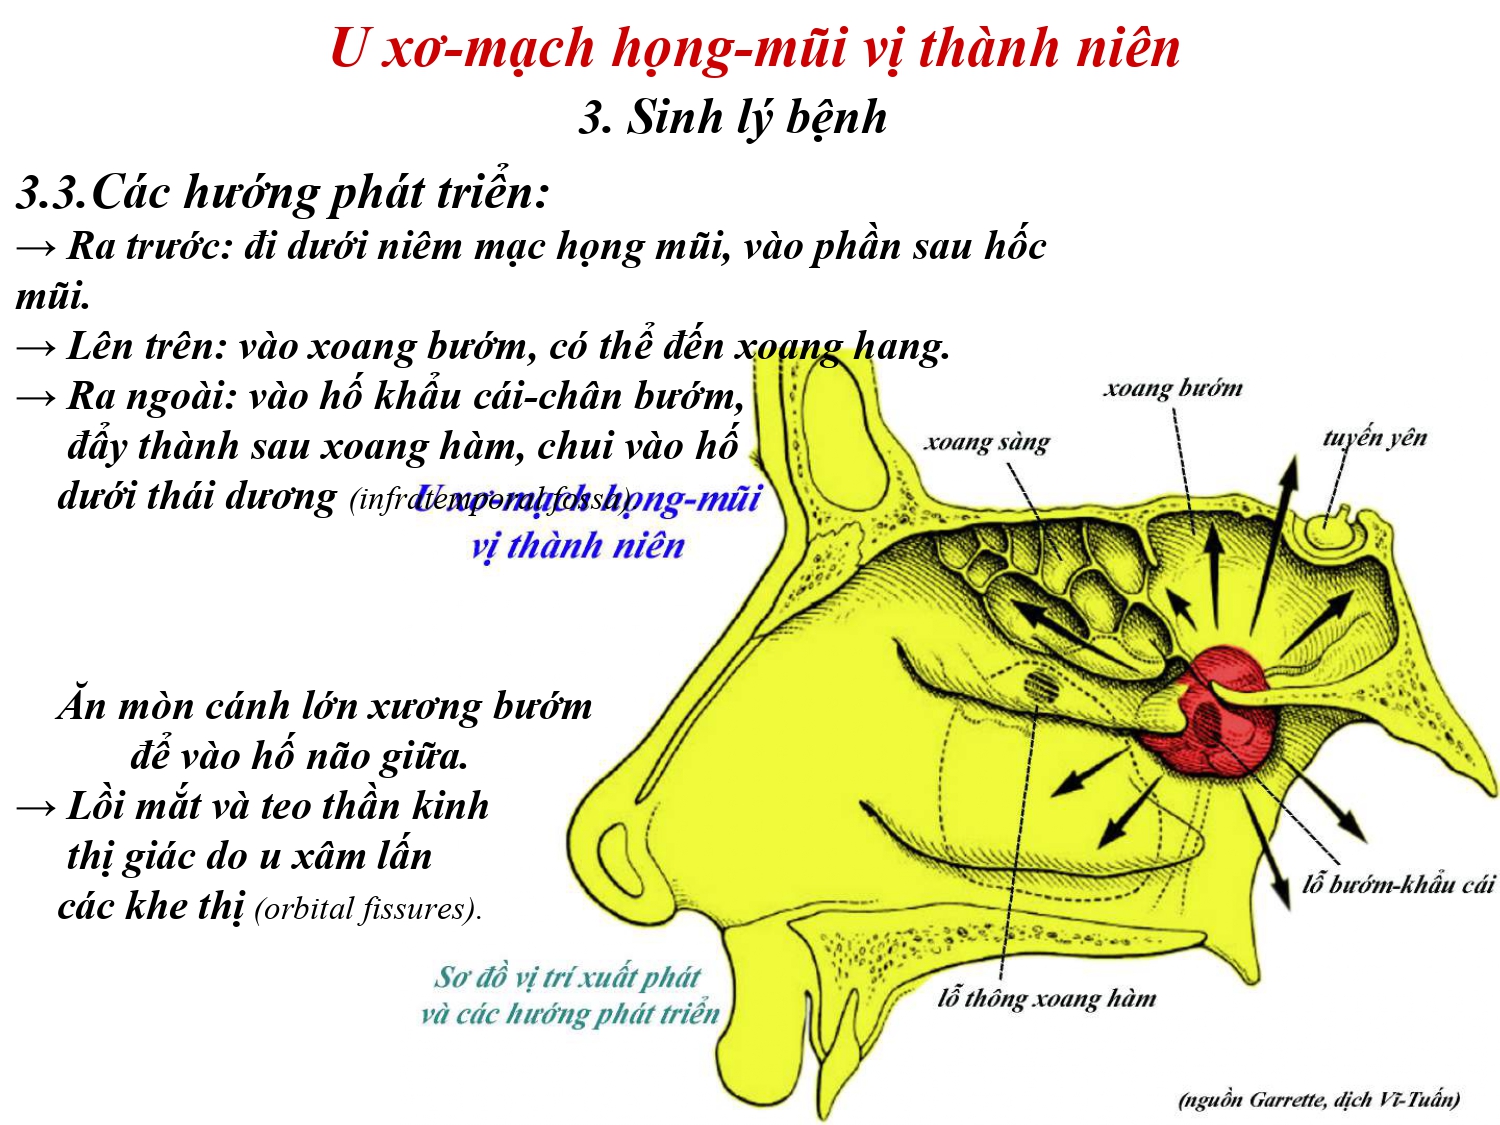 U xơ-mạch họng-mũi vị thành niên
3. Sinh lý bệnh
3.3.Các hướng phát triển:
→ Ra trước: đi dưới niêm mạc họng mũi, vào phần sau hốc
mũi.
→ Lên trên: vào xoang bướm, có thể đến xoang hang.
→ Ra ngoài: vào hố khẩu cái-chân bướm,
đẩy thành sau xoang hàm, chui vào hố
dưới thái dương (infratemporal fossa).
U xơ-mạch họng-mũi
vị thành niên
Ăn mòn cánh lớn xương bướm
để vào hố não giữa.
→ Lồi mắt và teo thần kinh
thị giác do u xâm lấn
các khe thị (orbital fissures).
xoang bướm
xoang sàng
tuyến yên
lỗ bướm-khẩu cái
lỗ thông xoang hàm
Sơ đồ vị trí xuất phát
và các hướng phát triển
(nguồn Garrette, dịch Vĩ-Tuấn)